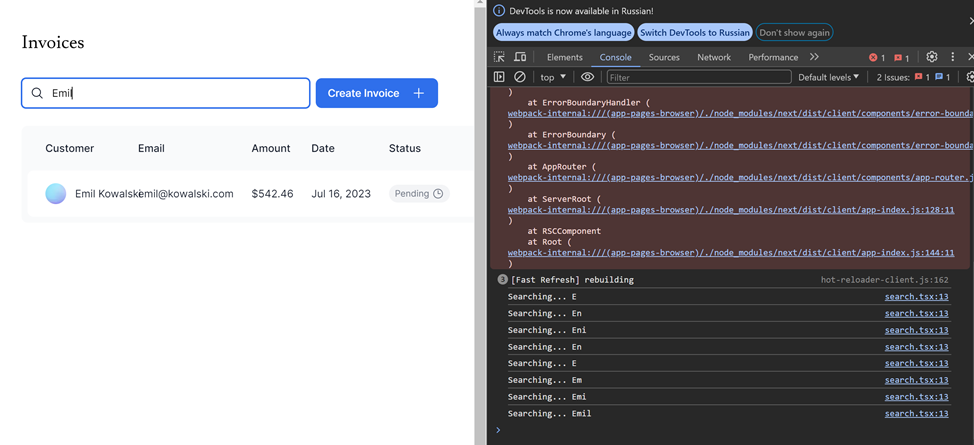 Invoices
Emil
Create Invoice
Customer Email Amount Date Status
Emil Kowalski emil@kowalski.com $542.46 Jul 16, 2023 Pending
DevTools is now available in Russian!
Always match Chrome's language Switch DevTools to Russian Don't show again
Elements Console Sources Network Performance 1 1
top Filter Default levels 2 Issues: 1 1
)
at ErrorBoundaryHandler (
webpack-internal:///(app-pages-browser)/./node_modules/next/dist/client/components/error-bounda
)
at ErrorBoundary (
webpack-internal:///(app-pages-browser)/./node_modules/next/dist/client/components/error-bounda
)
at AppRouter (
webpack-internal:///(app-pages-browser)/./node_modules/next/dist/client/components/app-router.j
)
at ServerRoot (
webpack-internal:///(app-pages-browser)/./node_modules/next/dist/client/app-index.js:128:11
)
at RSCComponent
at Root (
webpack-internal:///(app-pages-browser)/./node_modules/next/dist/client/app-index.js:144:11
)
3 [Fast Refresh] rebuilding hot-reloader-client.js:162
Searching... E search.tsx:13
Searching... En search.tsx:13
Searching... Eni search.tsx:13
Searching... En search.tsx:13
Searching... E search.tsx:13
Searching... Em search.tsx:13
Searching... Emi search.tsx:13
Searching... Emil search.tsx:13